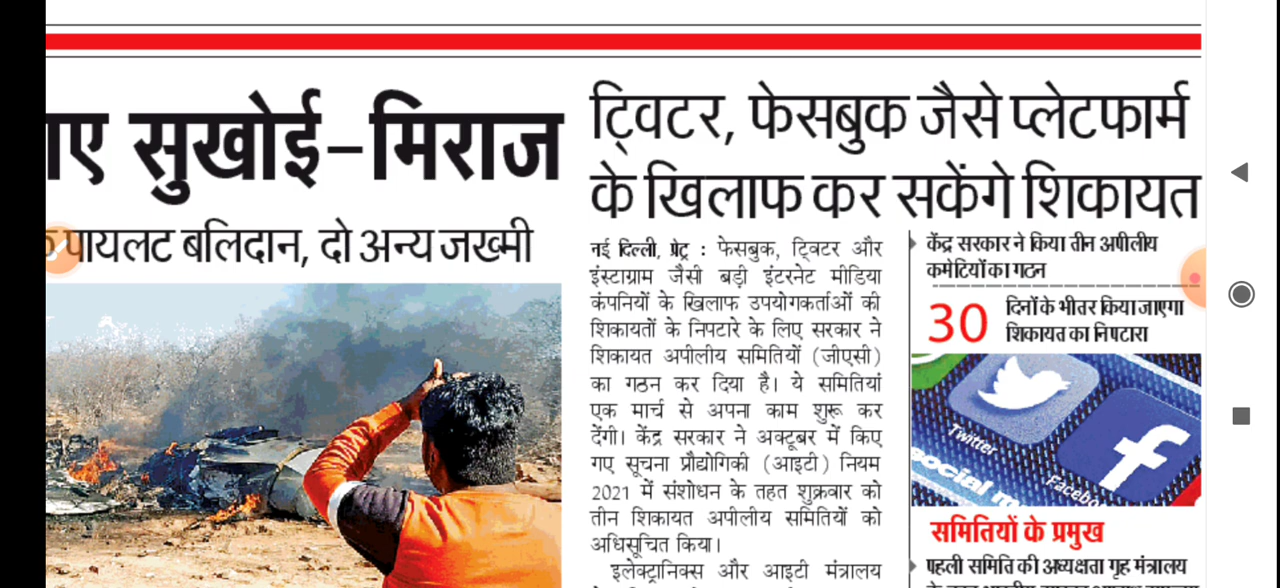 ए सुखोई-मिराज
पायलट बलिदान, दो अन्य जख्मी
ट्विटर, फेसबुक जैसे प्लेटफार्म
के खिलाफ कर सकेंगे शिकायत
नई दिल्ली, प्रेट्र : फेसबुक, ट्विटर और
इंस्टाग्राम जैसी बड़ी इंटरनेट मीडिया
कंपनियों के खिलाफ उपयोगकर्ताओं की
शिकायतों के निपटारे के लिए सरकार ने
शिकायत अपीलीय समितियों (जीएसी)
का गठन कर दिया है। ये समितियां
एक मार्च से अपना काम शुरू कर
देंगी। केंद्र सरकार ने अक्टूबर में किए
गए सूचना प्रौद्योगिकी (आइटी) नियम
2021 में संशोधन के तहत शुक्रवार को
तीन शिकायत अपीलीय समितियों को
अधिसूचित किया।
इलेक्ट्रानिक्स और आइटी मंत्रालय
केंद्र सरकार ने किया तीन अपीलीय
कमेटियों का गठन
30 दिनों के भीतर किया जाएगा
शिकायत का निपटारा
Twitter
Facebo
social m
समितियों के प्रमुख
पहली समिति की अध्यक्षता गृह मंत्रालय